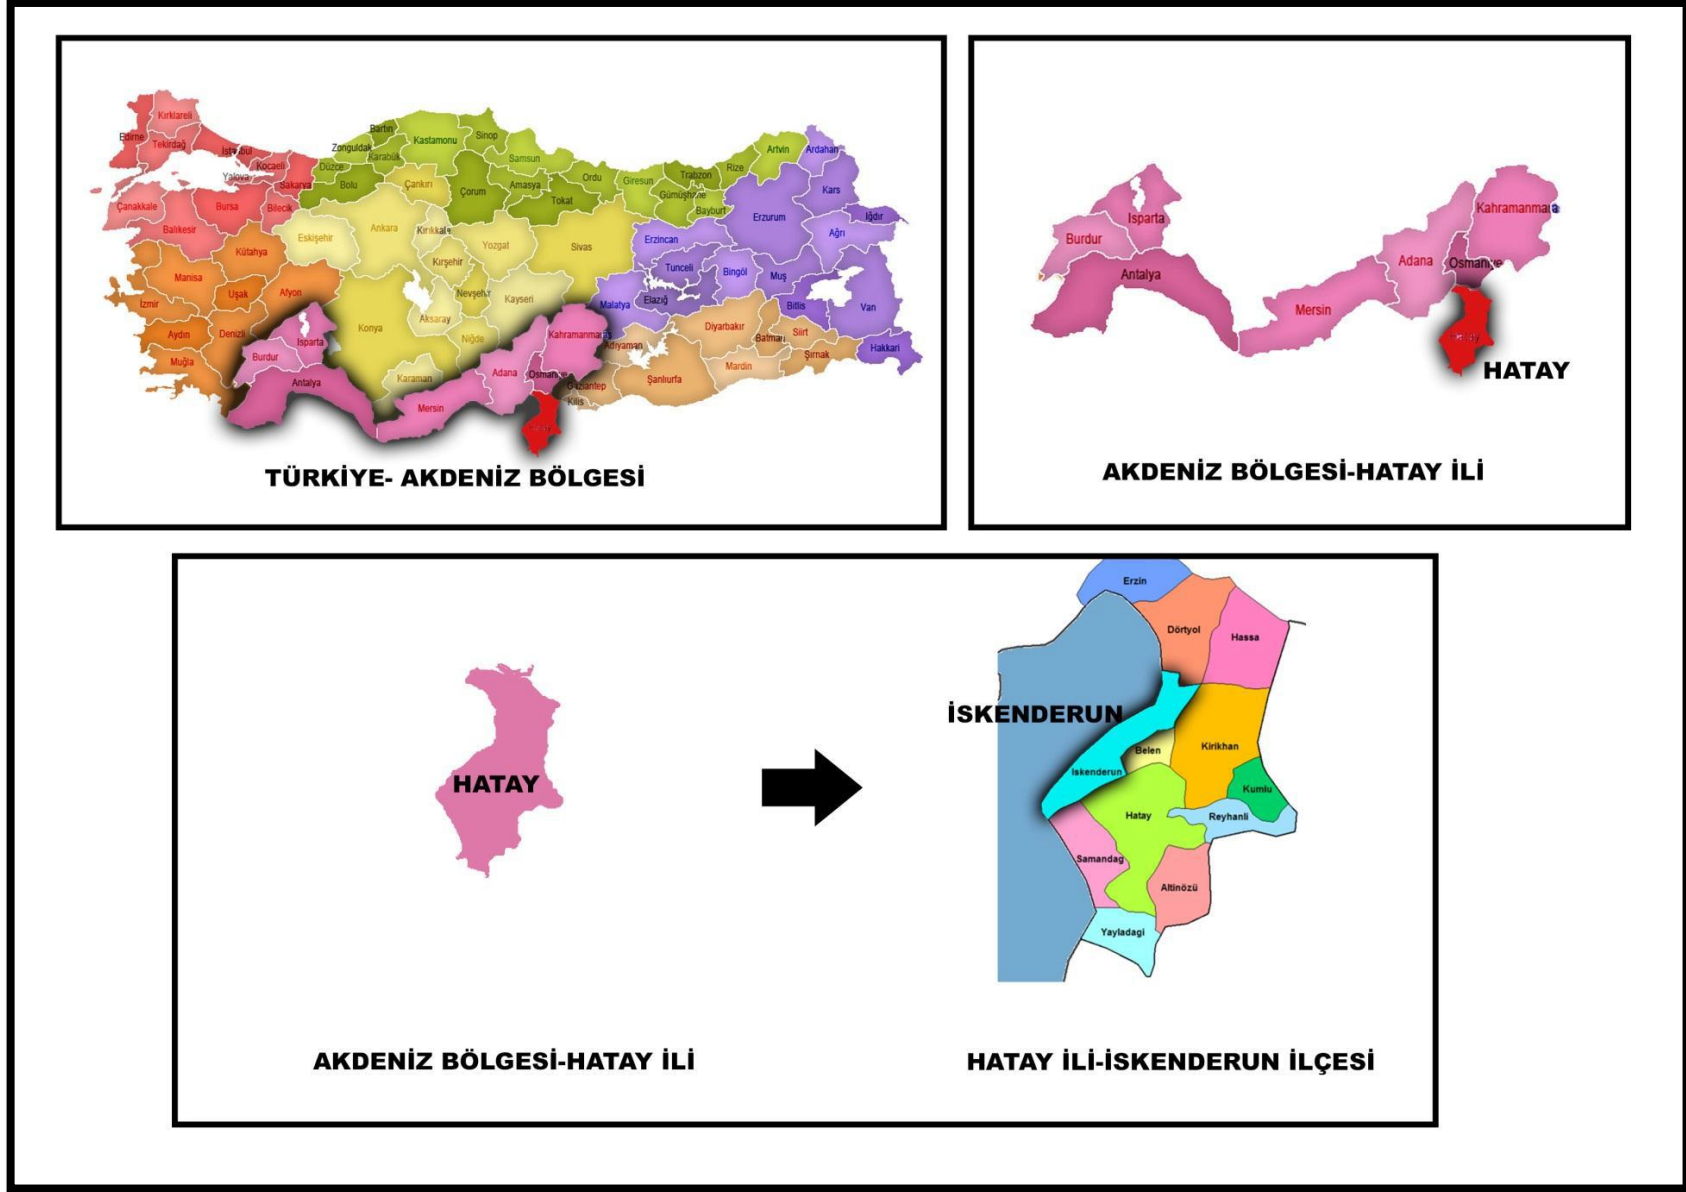 Kırklareli
Edirne
Tekirdağ
İstanbul
Kocaeli
Yalova
Sakarya
Çanakkale
Bursa
Bilecik
Balıkesir
Bartın
Zonguldak
Karabük
Kastamonu
Sinop
Düzce
Bolu
Çankırı
Samsun
Çorum
Amasya
Ordu
Tokat
Giresun
Trabzon
Rize
Gümüşhane
Bayburt
Artvin
Ardahan
Kars
Iğdır
Erzurum
Ağrı
Erzincan
Tunceli
Bingöl
Muş
Elazığ
Malatya
Bitlis
Van
Hakkari
Eskişehir
Ankara
Kırıkkale
Yozgat
Sivas
Kırşehir
Nevşehir
Kayseri
Aksaray
Niğde
Konya
Karaman
Kütahya
Manisa
Uşak
Afyon
İzmir
Aydın
Denizli
Muğla
Isparta
Burdur
Antalya
Mersin
Adana
Osmaniye
Kahramanmara
Adıyaman
Gaziantep
Kilis
Şanlıurfa
Diyarbakır
Batman
Siirt
Mardin
Şırnak
TÜRKİYE- AKDENİZ BÖLGESİ
Kahramanmara
Isparta
Burdur
Antalya
Adana
Osmaniye
Mersin
HATAY
AKDENİZ BÖLGESİ-HATAY İLİ
HATAY
AKDENİZ BÖLGESİ-HATAY İLİ
Erzin
Dörtyol
Hassa
İSKENDERUN
Belen
Kirikhan
Iskenderun
Kumlu
Hatay
Reyhanli
Samandag
Altinözü
Yayladagi
HATAY İLİ-İSKENDERUN İLÇESİ